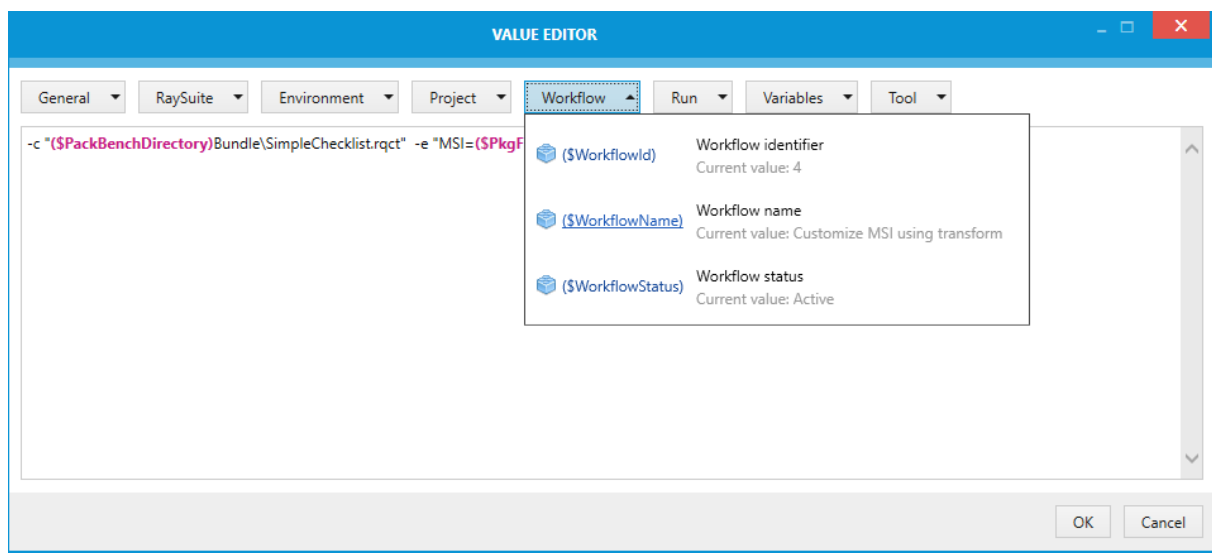 VALUE EDITOR
General RaySuite Environment Project Workflow Run Variables Tool
-c "($PackBenchDirectory)Bundle\SimpleChecklist.rqct" -e "MSI=($PkgF
($WorkflowId) Workflow identifier
Current value: 4
($WorkflowName) Workflow name
Current value: Customize MSI using transform
($WorkflowStatus) Workflow status
Current value: Active
OK Cancel